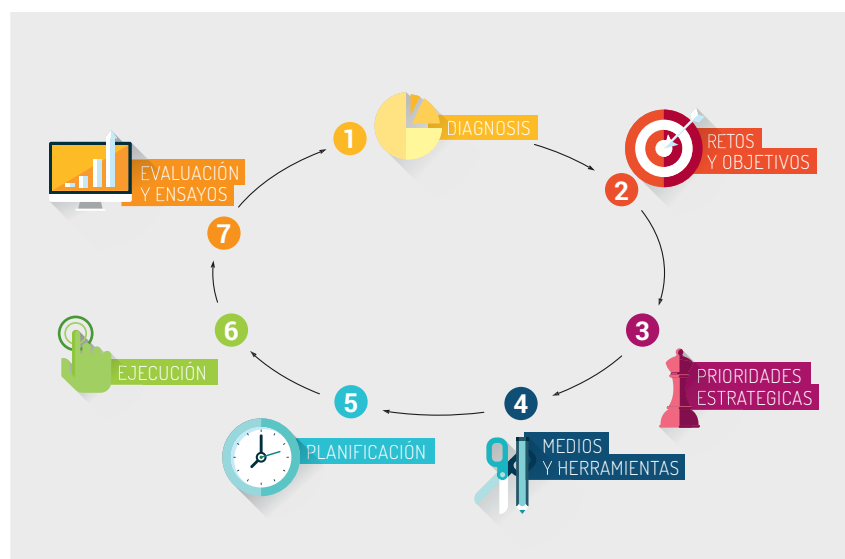 1
DIAGNOSIS
2
RETOS
Y OBJETIVOS
3
PRIORIDADES
ESTRATEGICAS
4
MEDIOS
Y HERRAMIENTAS
5
PLANIFICACIÓN
6
EJECUCIÓN
7
EVALUACIÓN
Y ENSAYOS